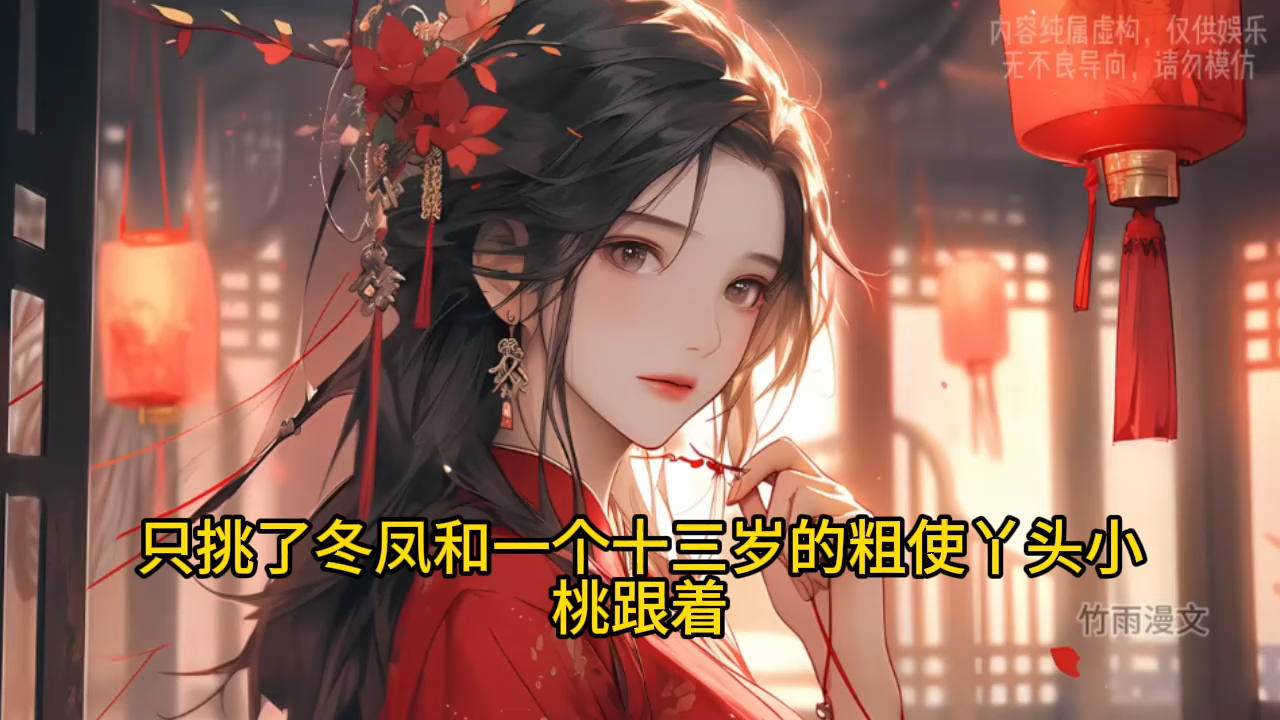 内容纯属虚构，仅供娱乐
无不良导向，请勿模仿
只挑了冬凤和一个十三岁的粗使丫头小
桃跟着
竹雨漫文